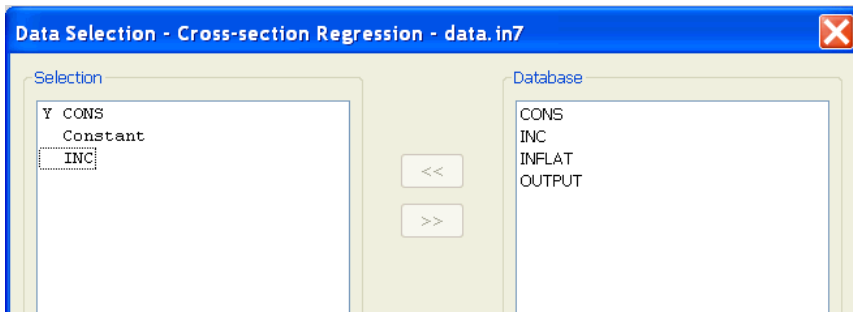 Data Selection - Cross-section Regression - data.in7
Selection
Y CONS
Constant
INC
<<
>>
Database
CONS
INC
INFLAT
OUTPUT